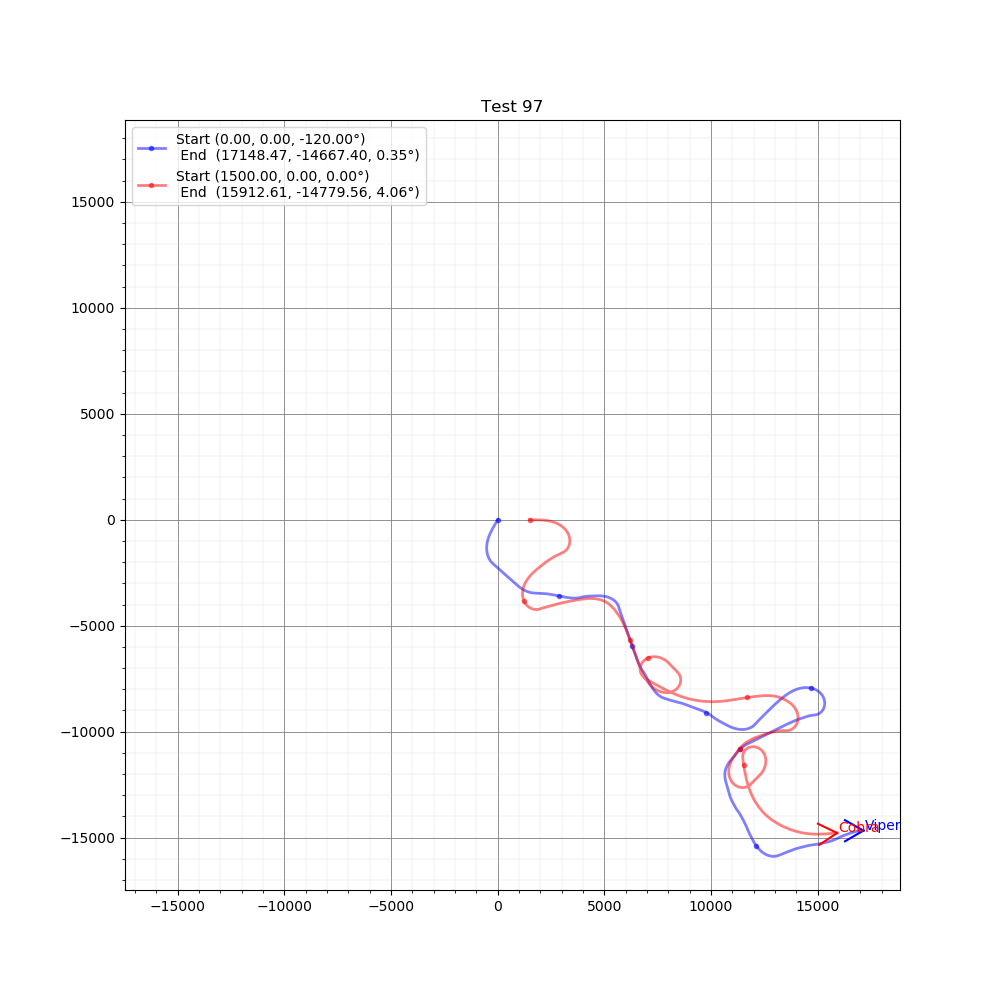 Test 97
Start (0.00, 0.00, -120.00°)
End (17148.47, -14667.40, 0.35°)
Start (1500.00, 0.00, 0.00°)
End (15912.61, -14779.56, 4.06°)
15000
10000
5000
0
−5000
−10000
−15000
Cobra
Viper
−15000 −10000 −5000 0 5000 10000 15000